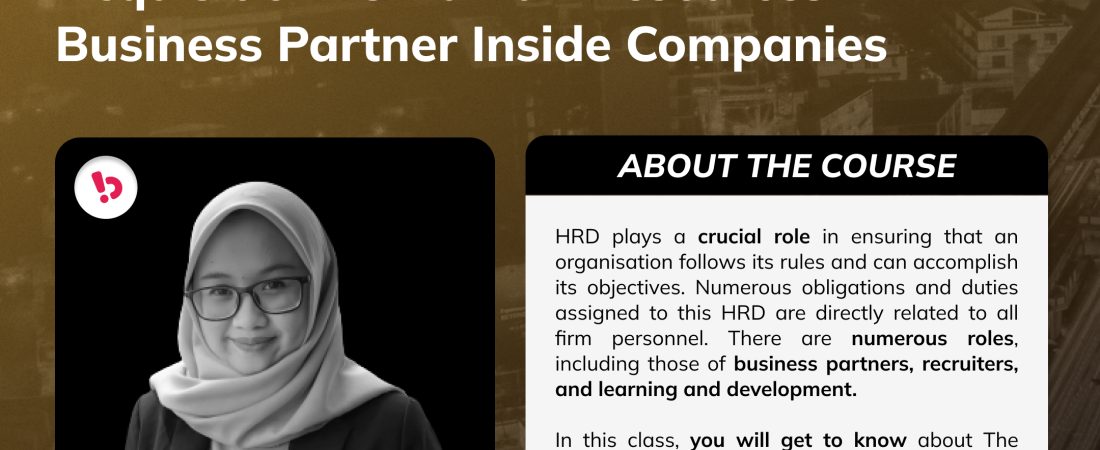 Business Partner Inside Companies
ABOUT THE COURSE
HRD plays a crucial role in ensuring that an
organisation follows its rules and can accomplish
its objectives. Numerous obligations and duties
assigned to this HRD are directly related to all
firm personnel. There are numerous roles,
including those of business partners, recruiters,
and learning and development.
In this class, you will get to know about The